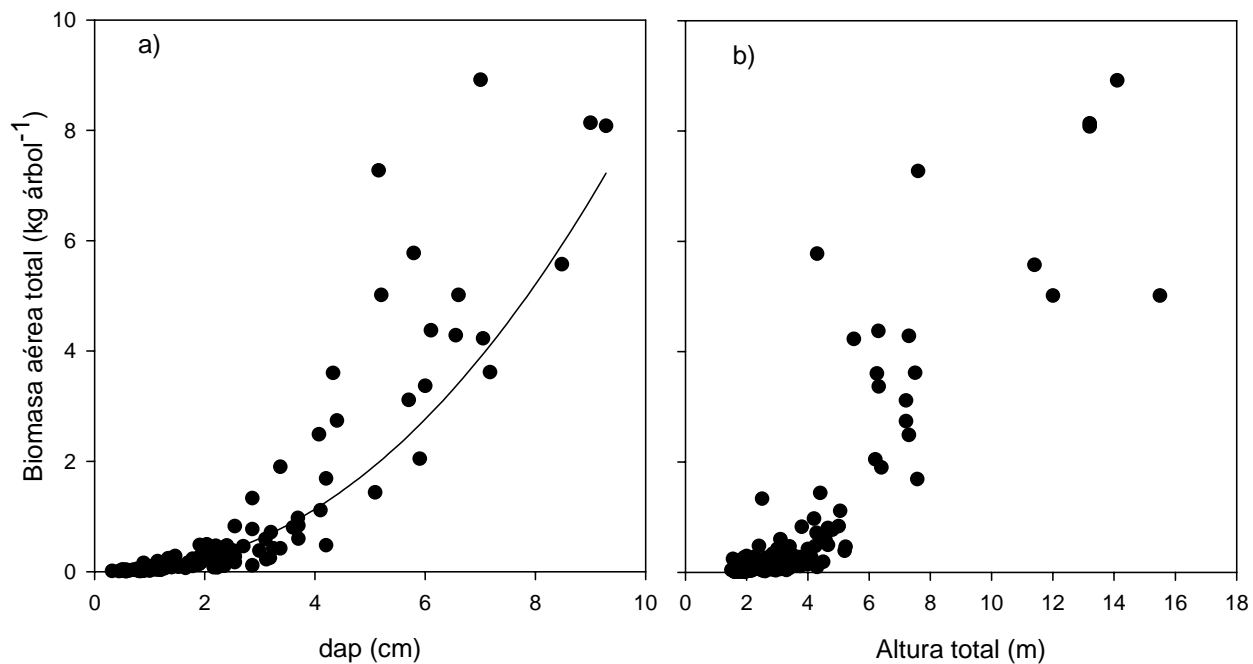 a)
b)
Biomasa aérea total (kg árbol⁻¹)
10
8
6
4
2
0
0 2 4 6 8 10
0 2 4 6 8 10 12 14 16 18
dap (cm)
Altura total (m)